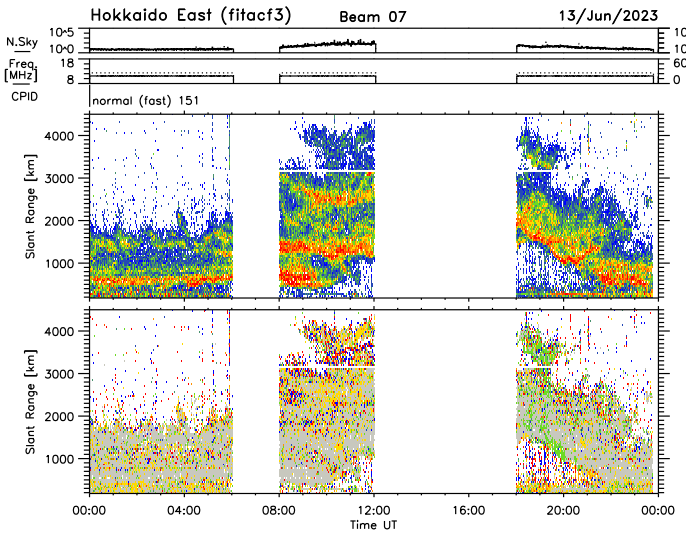 Hokkaido East (fitacf3) Beam 07 13/Jun/2023
N.Sky 10^5 10^0 10^5 10^0
Freq. [MHz] 18 8 60 0
CPID normal (fast) 151
Slant Range [km] 4000 3000 2000 1000
Slant Range [km] 4000 3000 2000 1000
00:00 04:00 08:00 12:00 16:00 20:00 00:00
Time UT